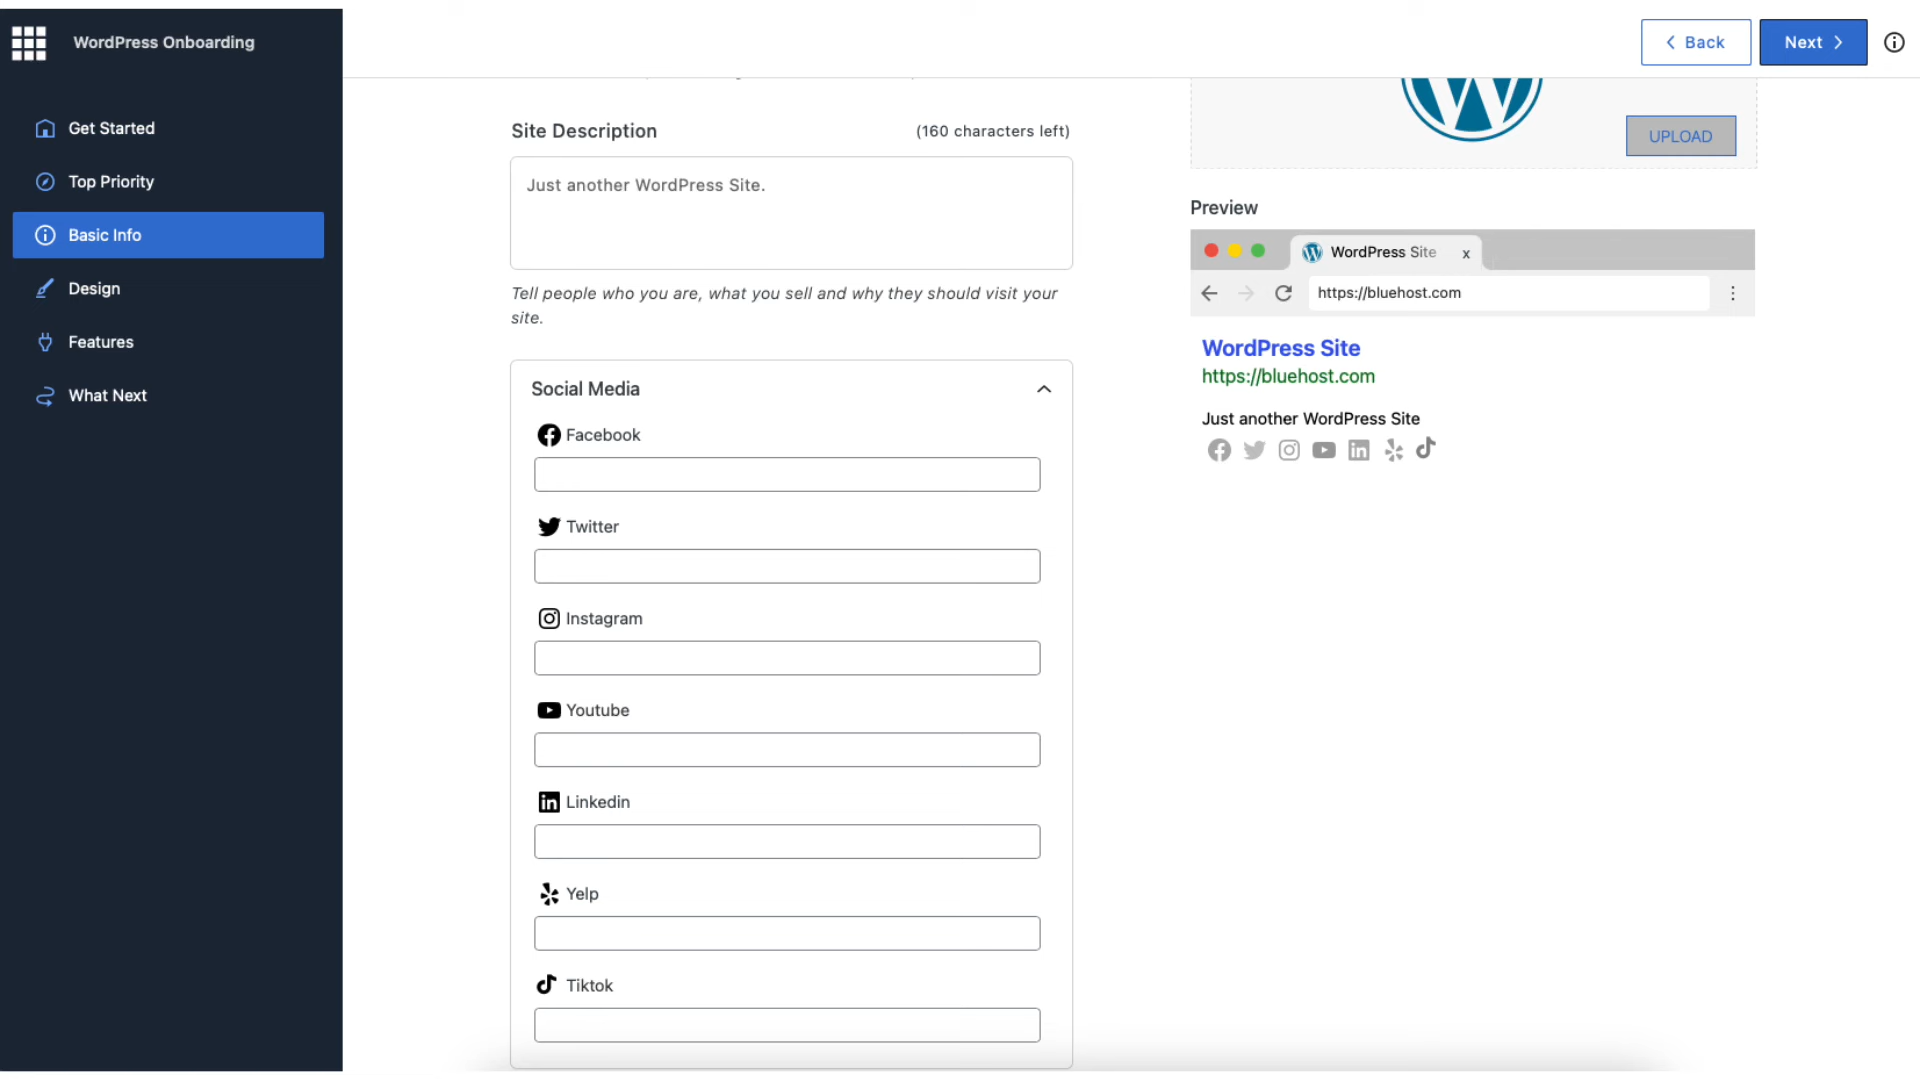 WordPress Onboarding
Back
Next
Get Started
Top Priority
Basic Info
Design
Features
What Next
Site Description
(160 characters left)
Just another WordPress Site.
Tell people who you are, what you sell and why they should visit your
site.
Social Media
Facebook
Twitter
Instagram
Youtube
Linkedin
Yelp
Tiktok
UPLOAD
Preview
WordPress Site
x
https://bluehost.com
WordPress Site
https://bluehost.com
Just another WordPress Site